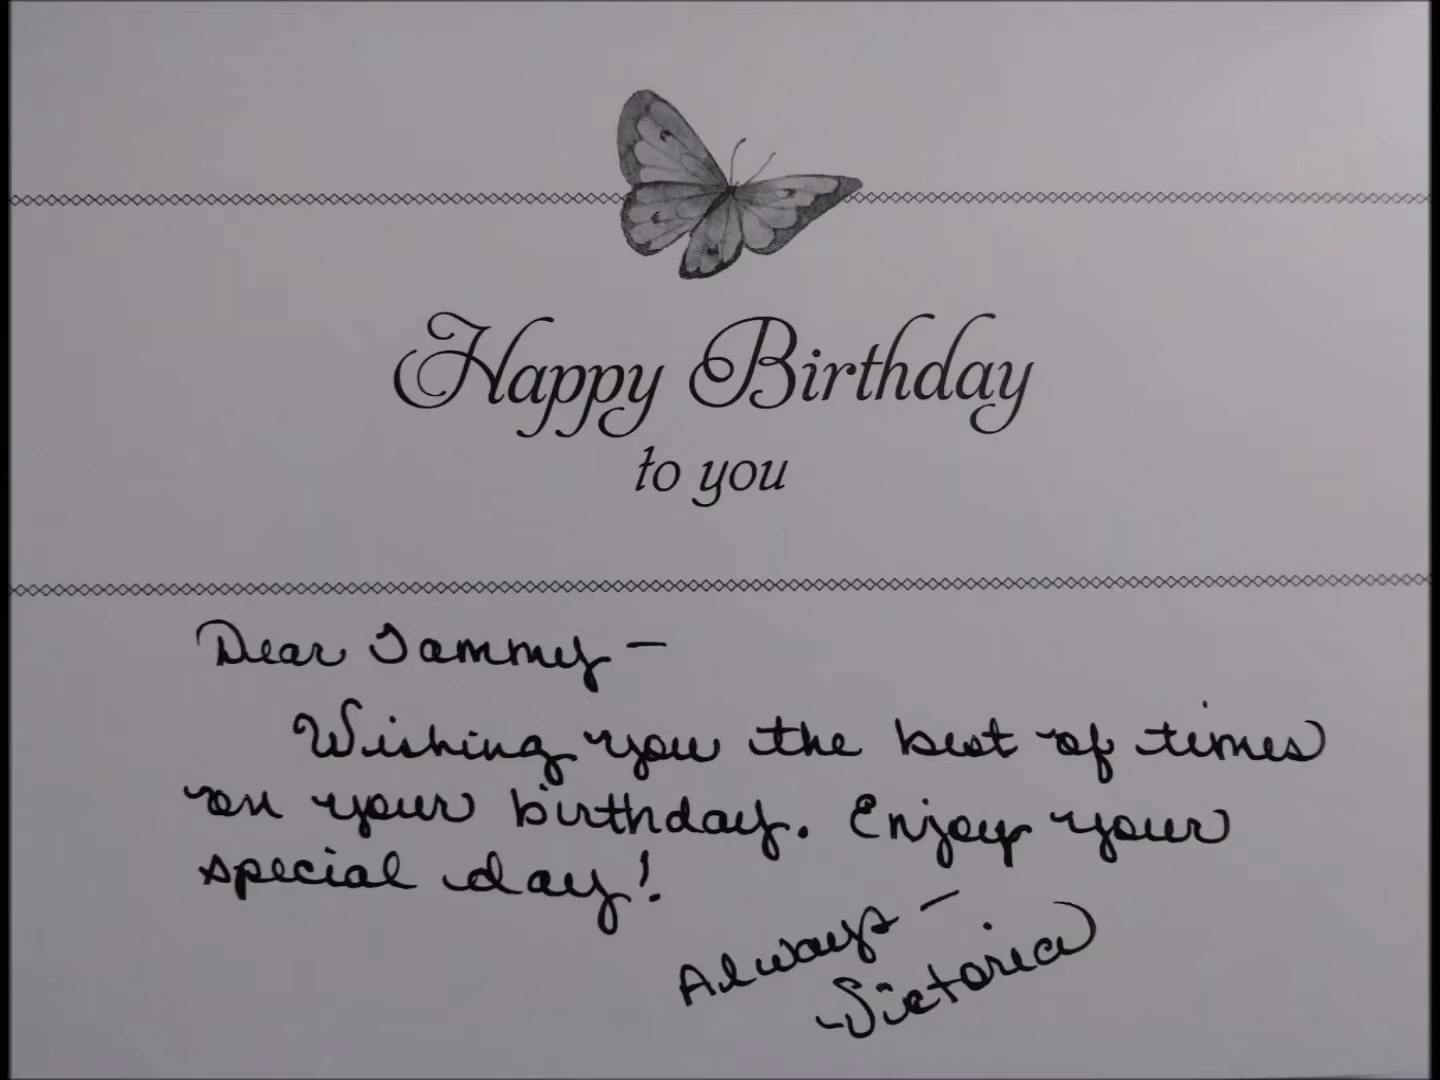 Happy Birthday
to you
Dear Tammy –
Wishing you the best of times
on your birthday. Enjoy your
special day!
Always –
Victoria